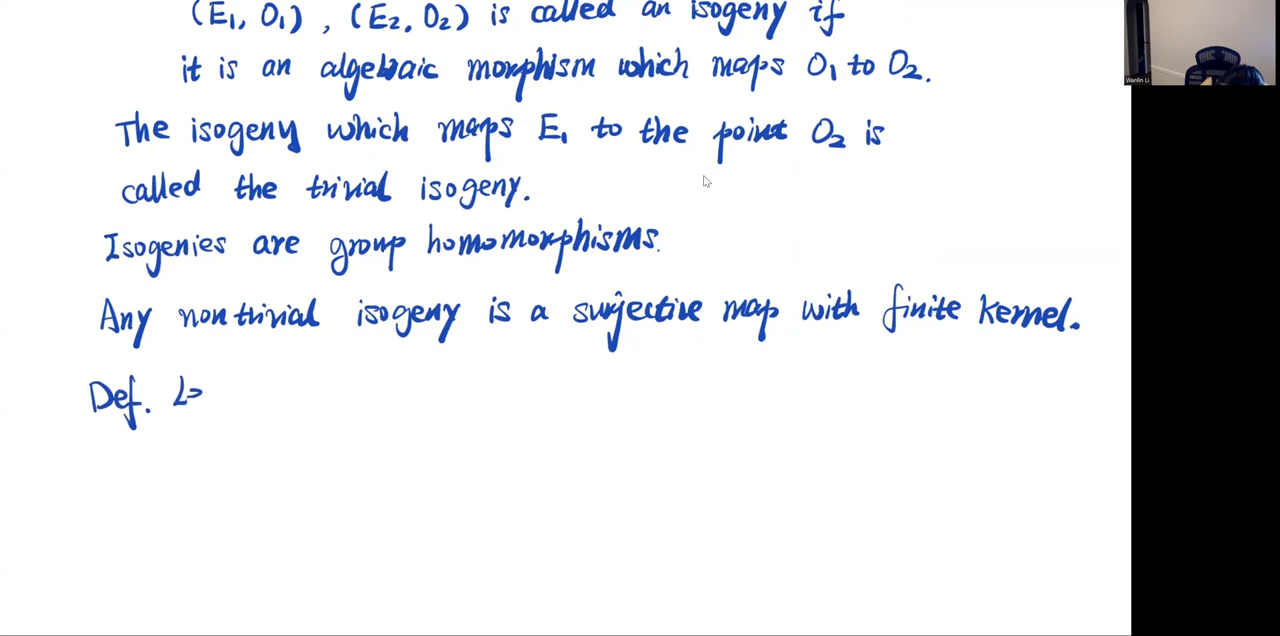 (E1, O1), (E2, O2) is called an isogeny if
it is an algebraic morphism which maps O1 to O2.
The isogeny which maps E1 to the point O2 is
called the trivial isogeny.
Isogenies are group homomorphisms.
Any nontrivial isogeny is a surjective map with finite kernel.
Def.
Wanlin Li